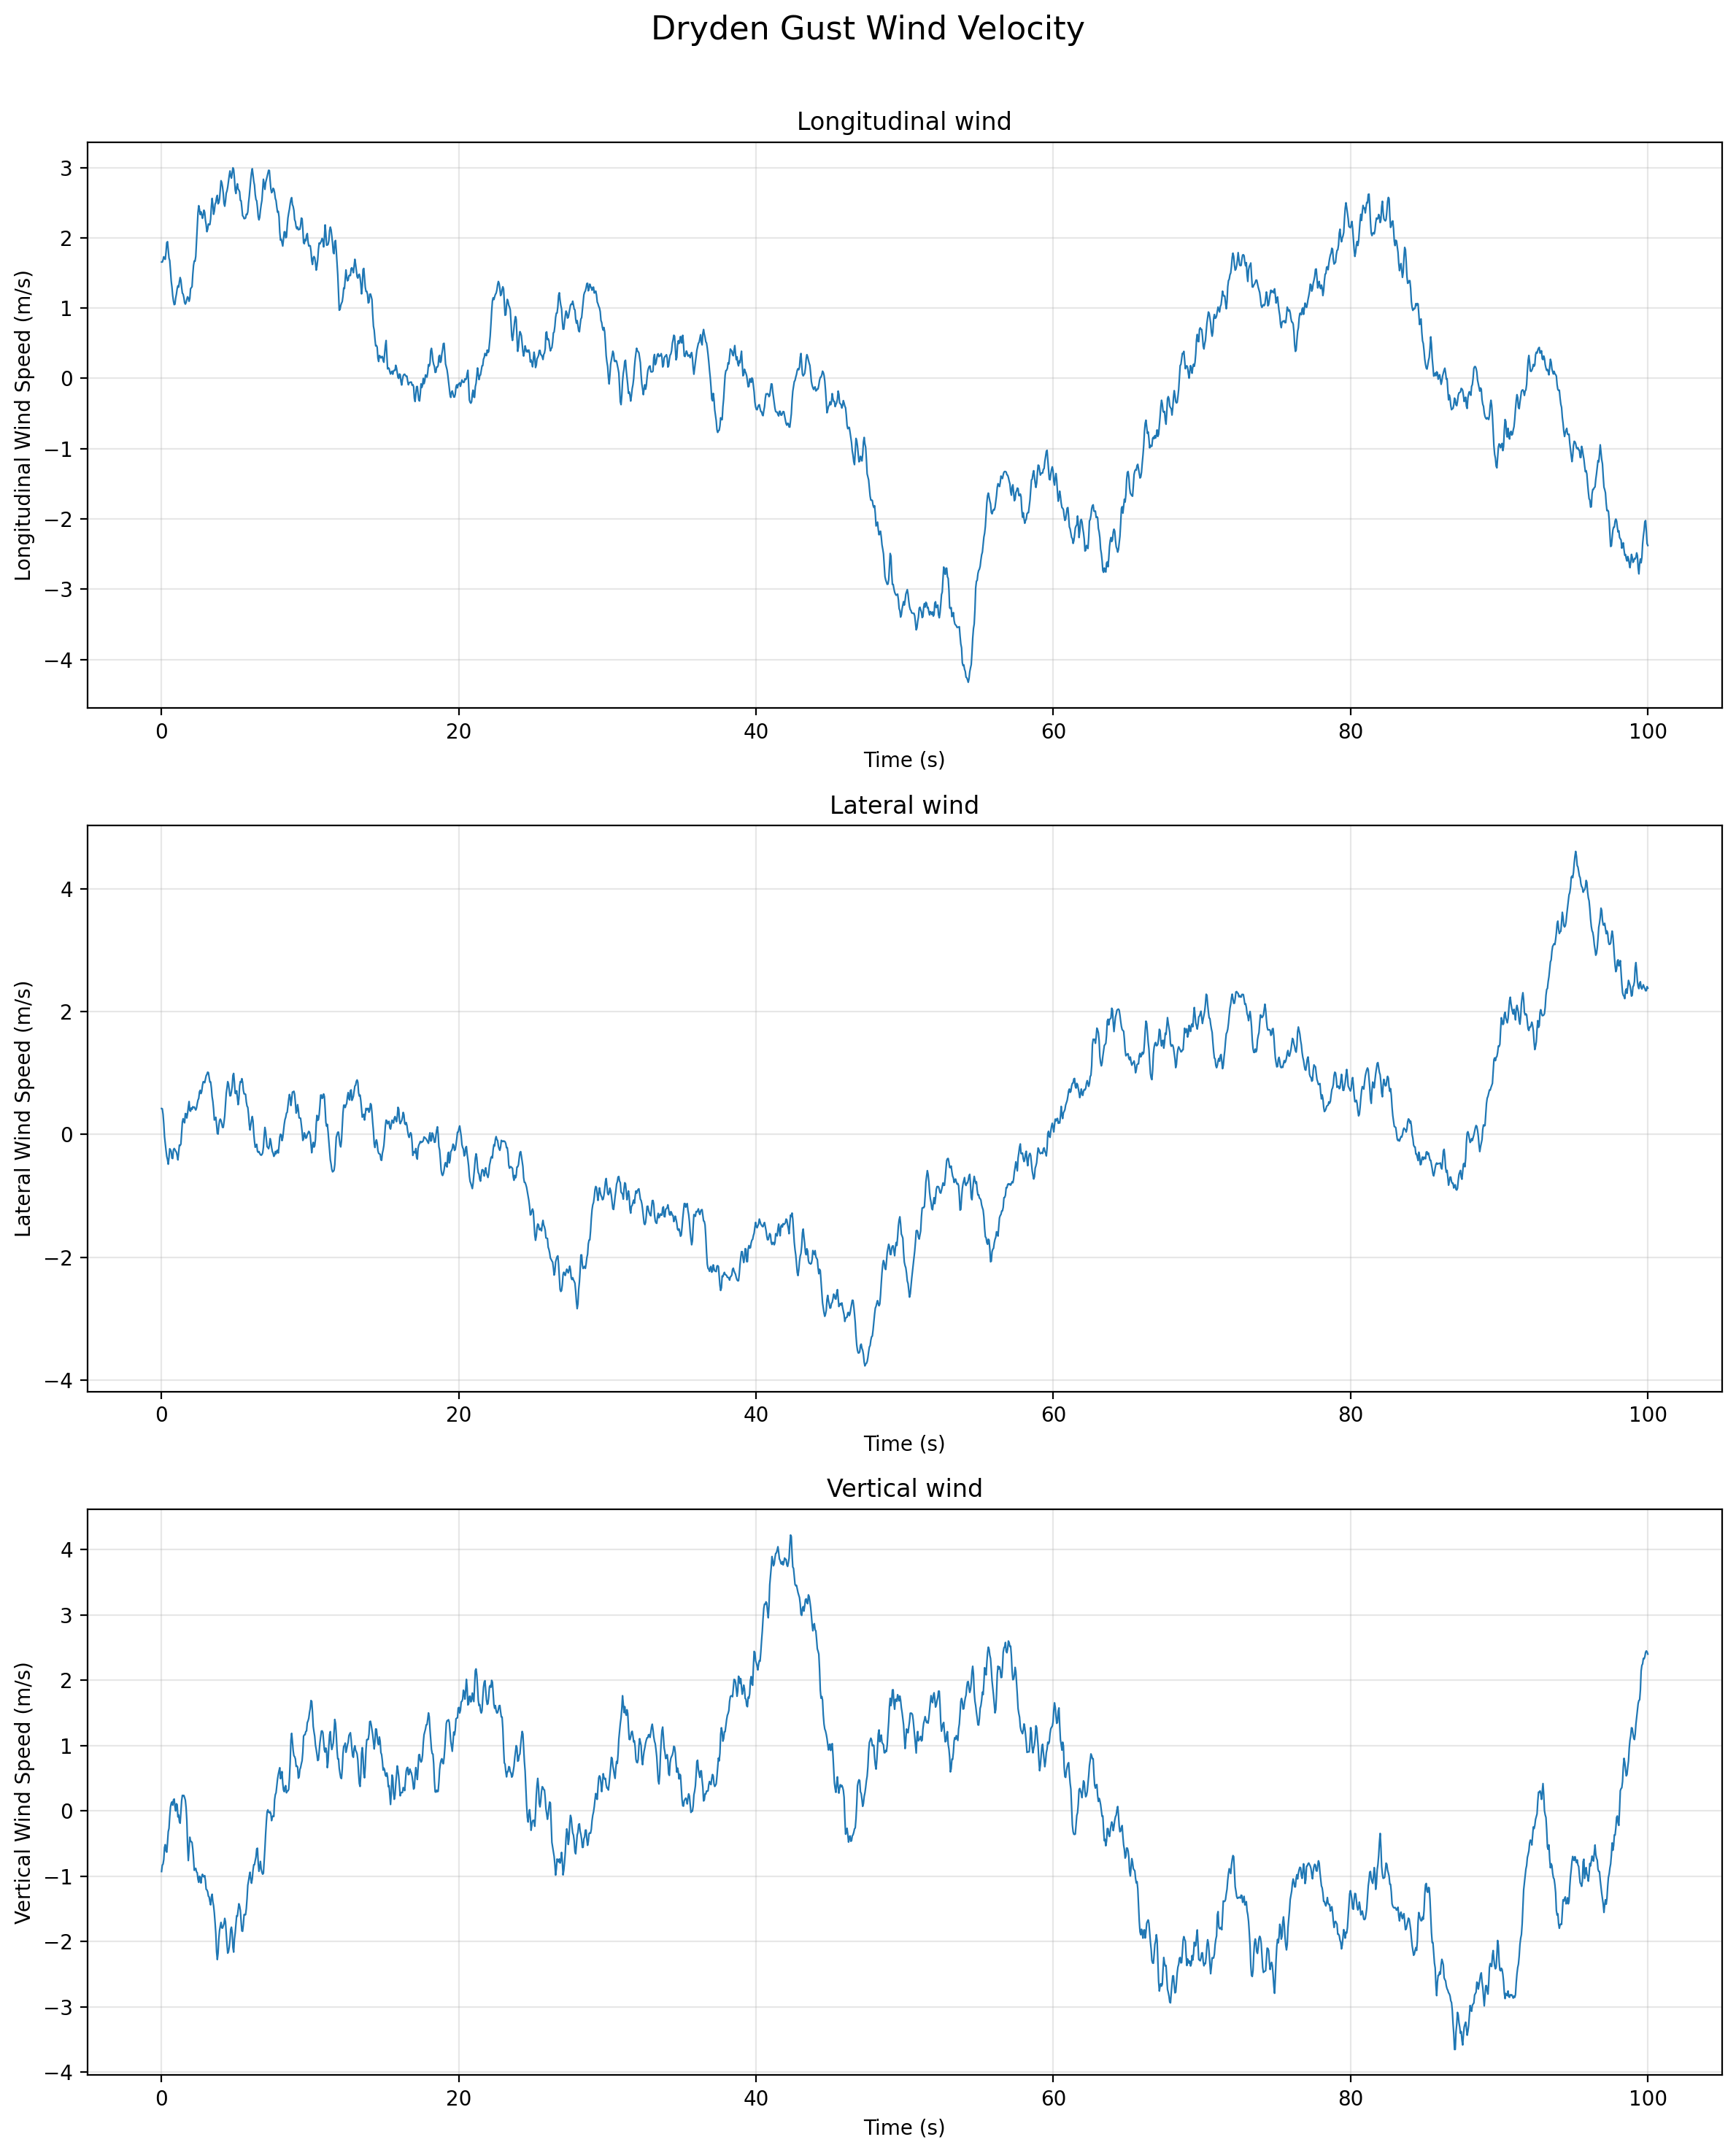 Dryden Gust Wind Velocity
Longitudinal wind
Longitudinal Wind Speed (m/s)
3
2
1
0
−1
−2
−3
−4
0 20 40 60 80 100
Time (s)
Lateral wind
Lateral Wind Speed (m/s)
4
2
0
−2
−4
0 20 40 60 80 100
Time (s)
Vertical wind
Vertical Wind Speed (m/s)
4
3
2
1
0
−1
−2
−3
−4
0 20 40 60 80 100
Time (s)